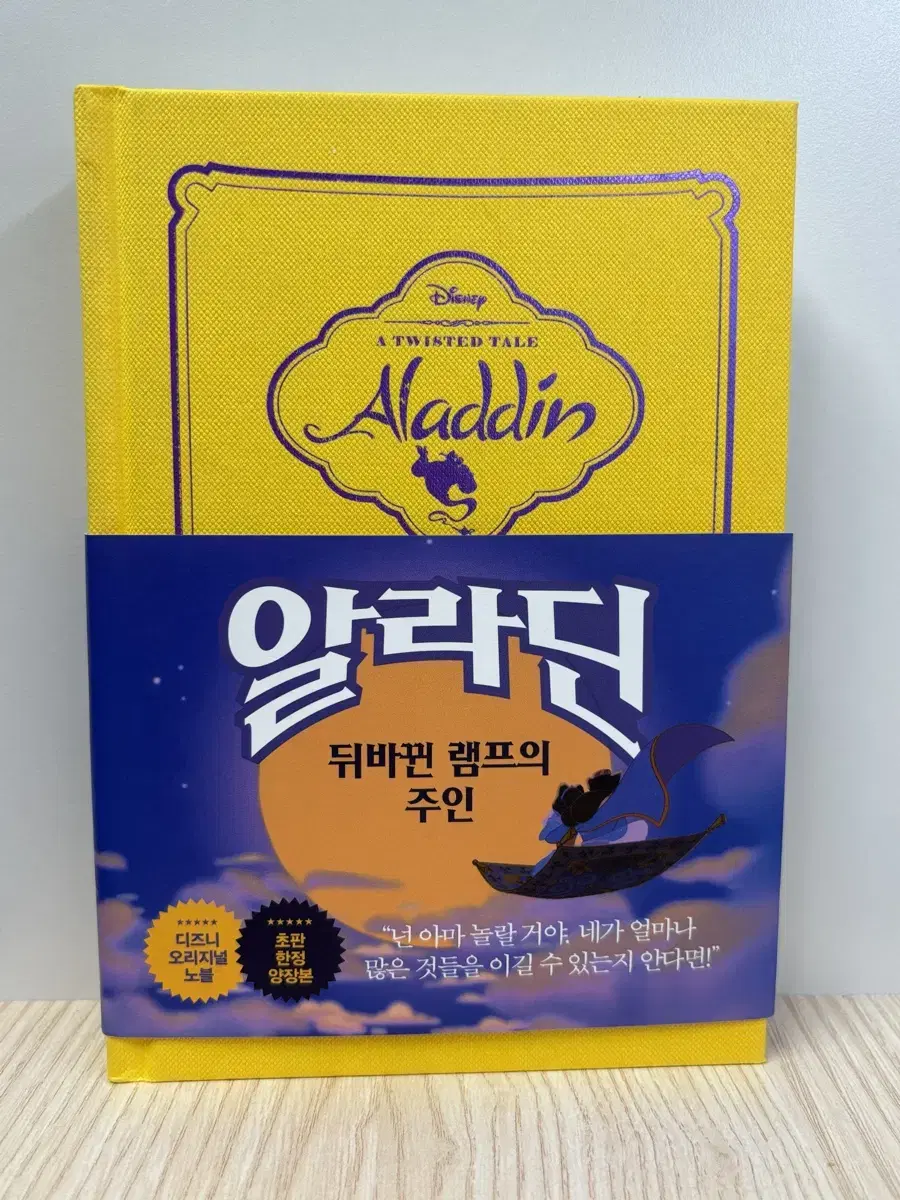 Disney
A TWISTED TALE
Aladdin
알라딘
뒤바뀐 램프의
주인
디즈니
오리지널
노블
초판
한정
양장본
“넌 아마 놀랄 거야. 네가 얼마나
많은 것들을 이길 수 있는지 안다면!”